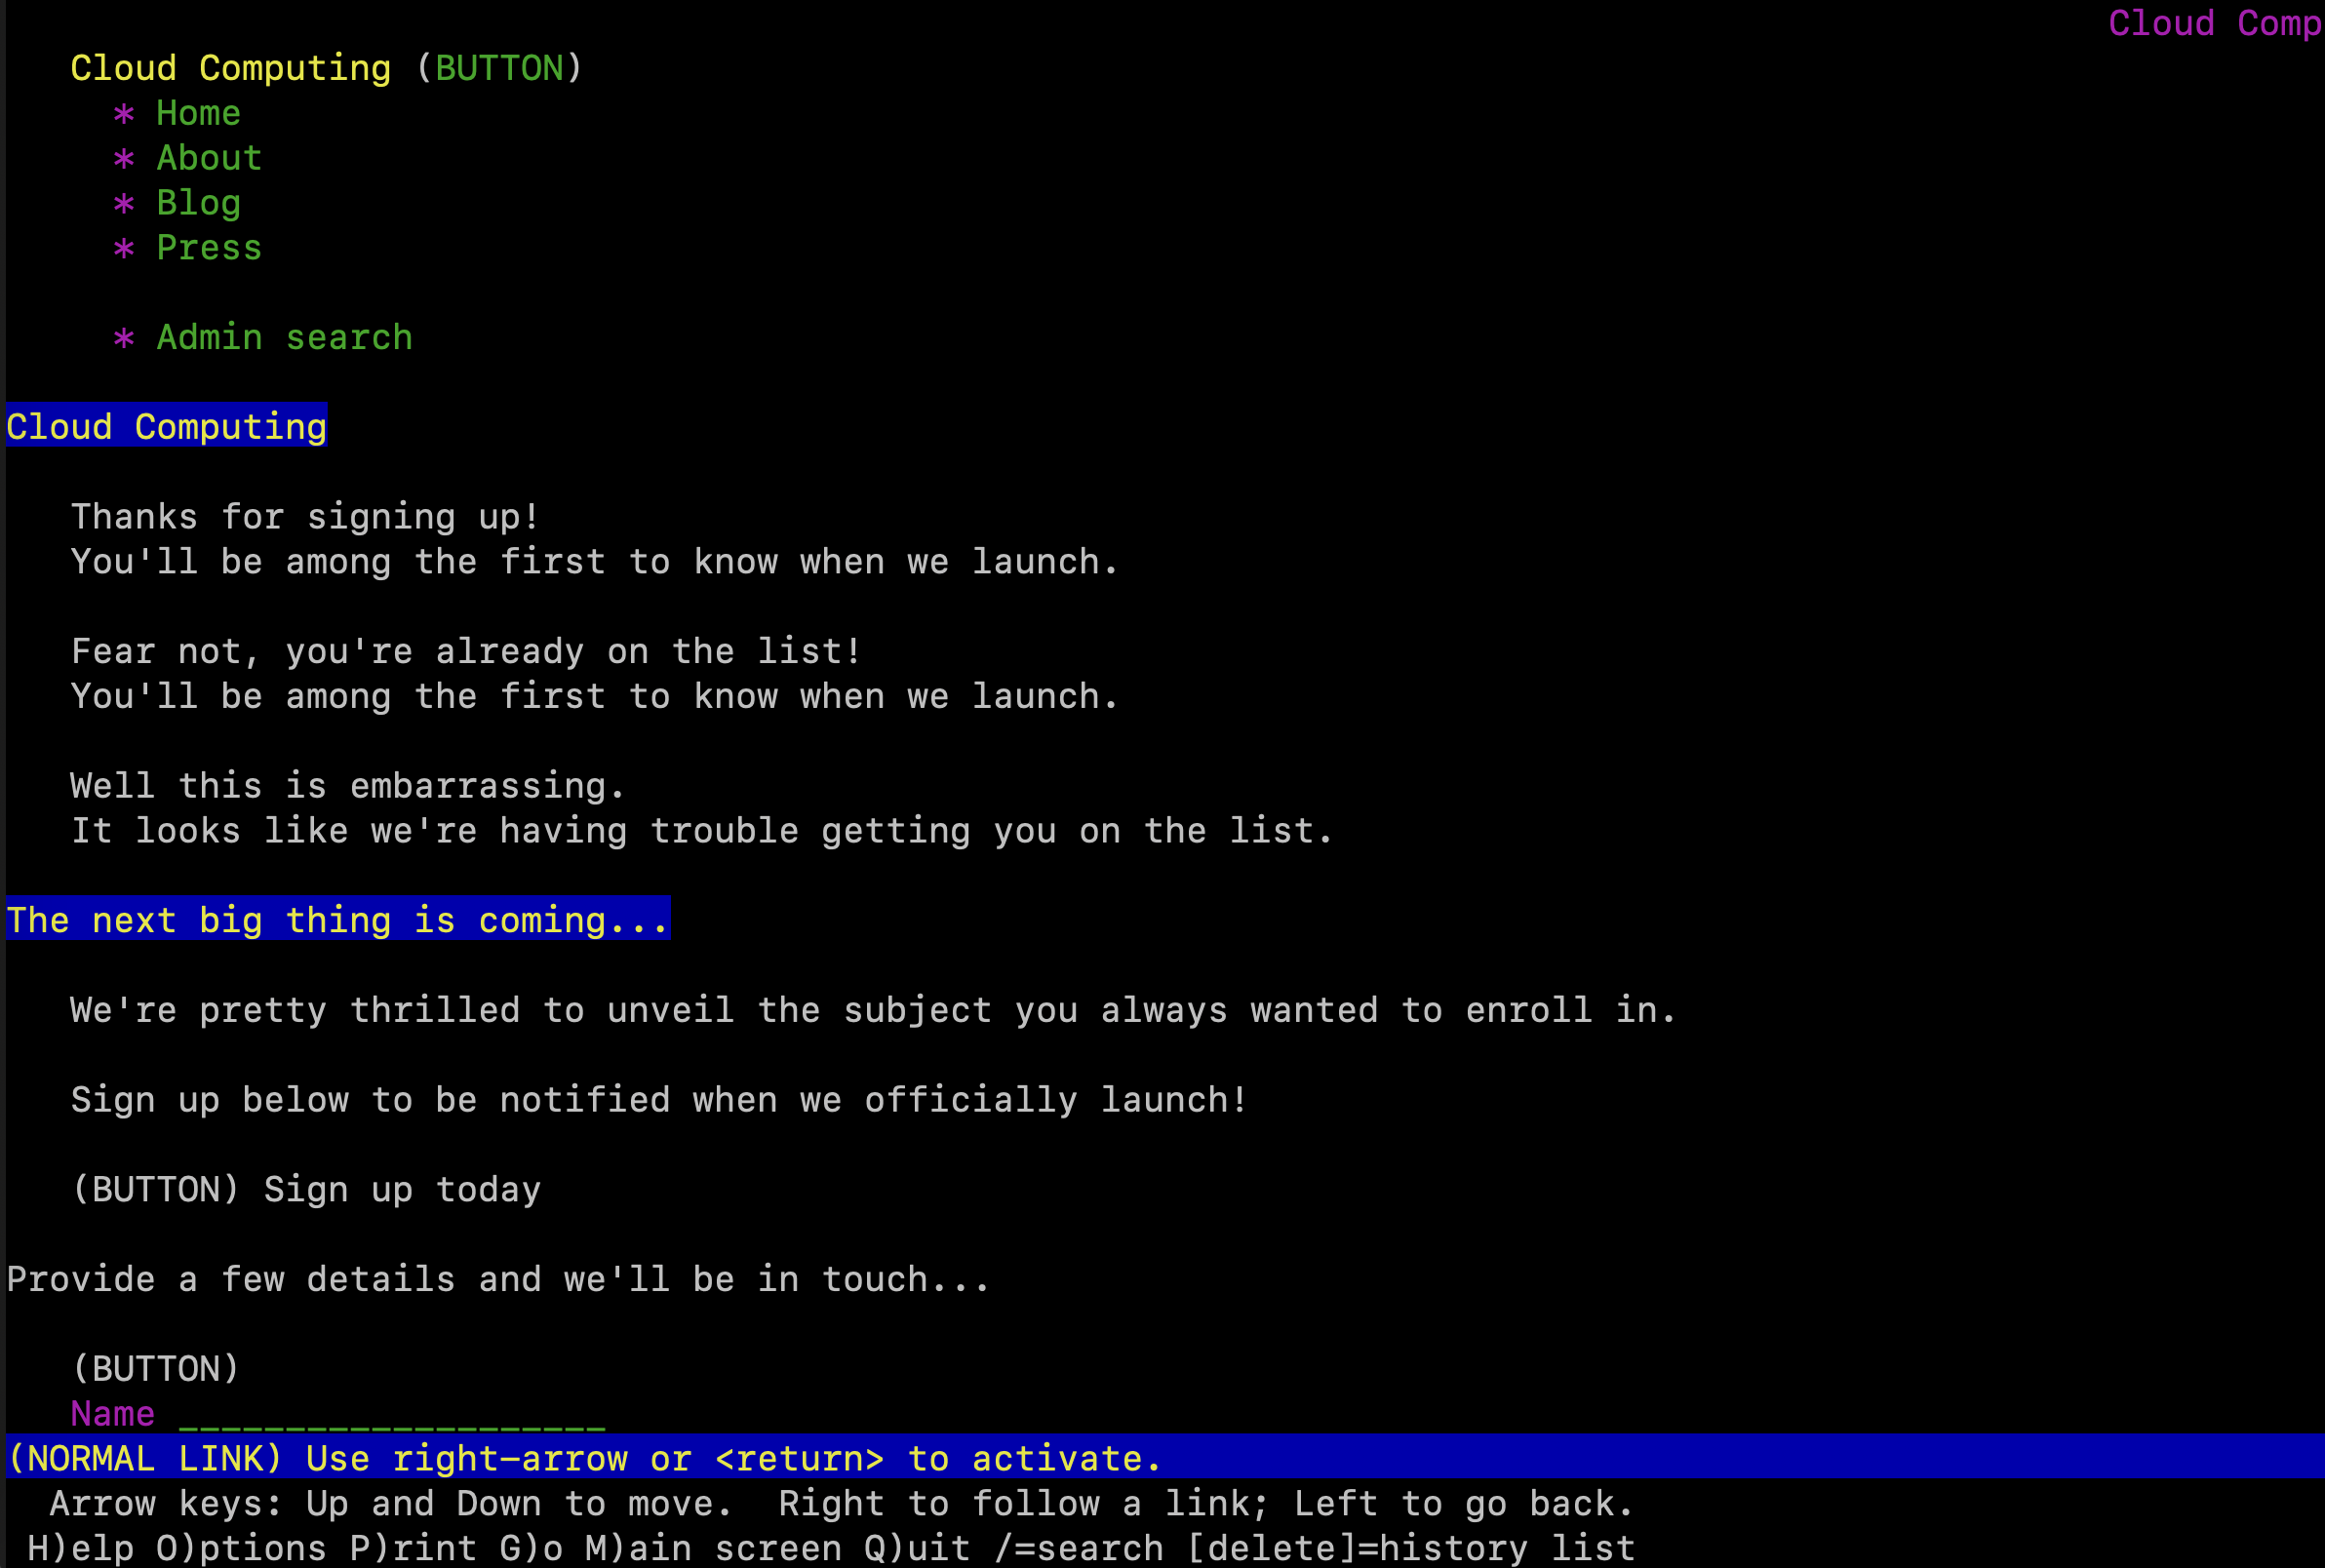 Cloud Comp
Cloud Computing (BUTTON)
* Home
* About
* Blog
* Press
* Admin search
Cloud Computing
Thanks for signing up!
You'll be among the first to know when we launch.
Fear not, you're already on the list!
You'll be among the first to know when we launch.
Well this is embarrassing.
It looks like we're having trouble getting you on the list.
The next big thing is coming...
We're pretty thrilled to unveil the subject you always wanted to enroll in.
Sign up below to be notified when we officially launch!
(BUTTON) Sign up today
Provide a few details and we'll be in touch...
(BUTTON)
Name ____________________
(NORMAL LINK) Use right-arrow or <return> to activate.
Arrow keys: Up and Down to move.  Right to follow a link; Left to go back.
H)elp O)ptions P)rint G)o M)ain screen Q)uit /=search [delete]=history list